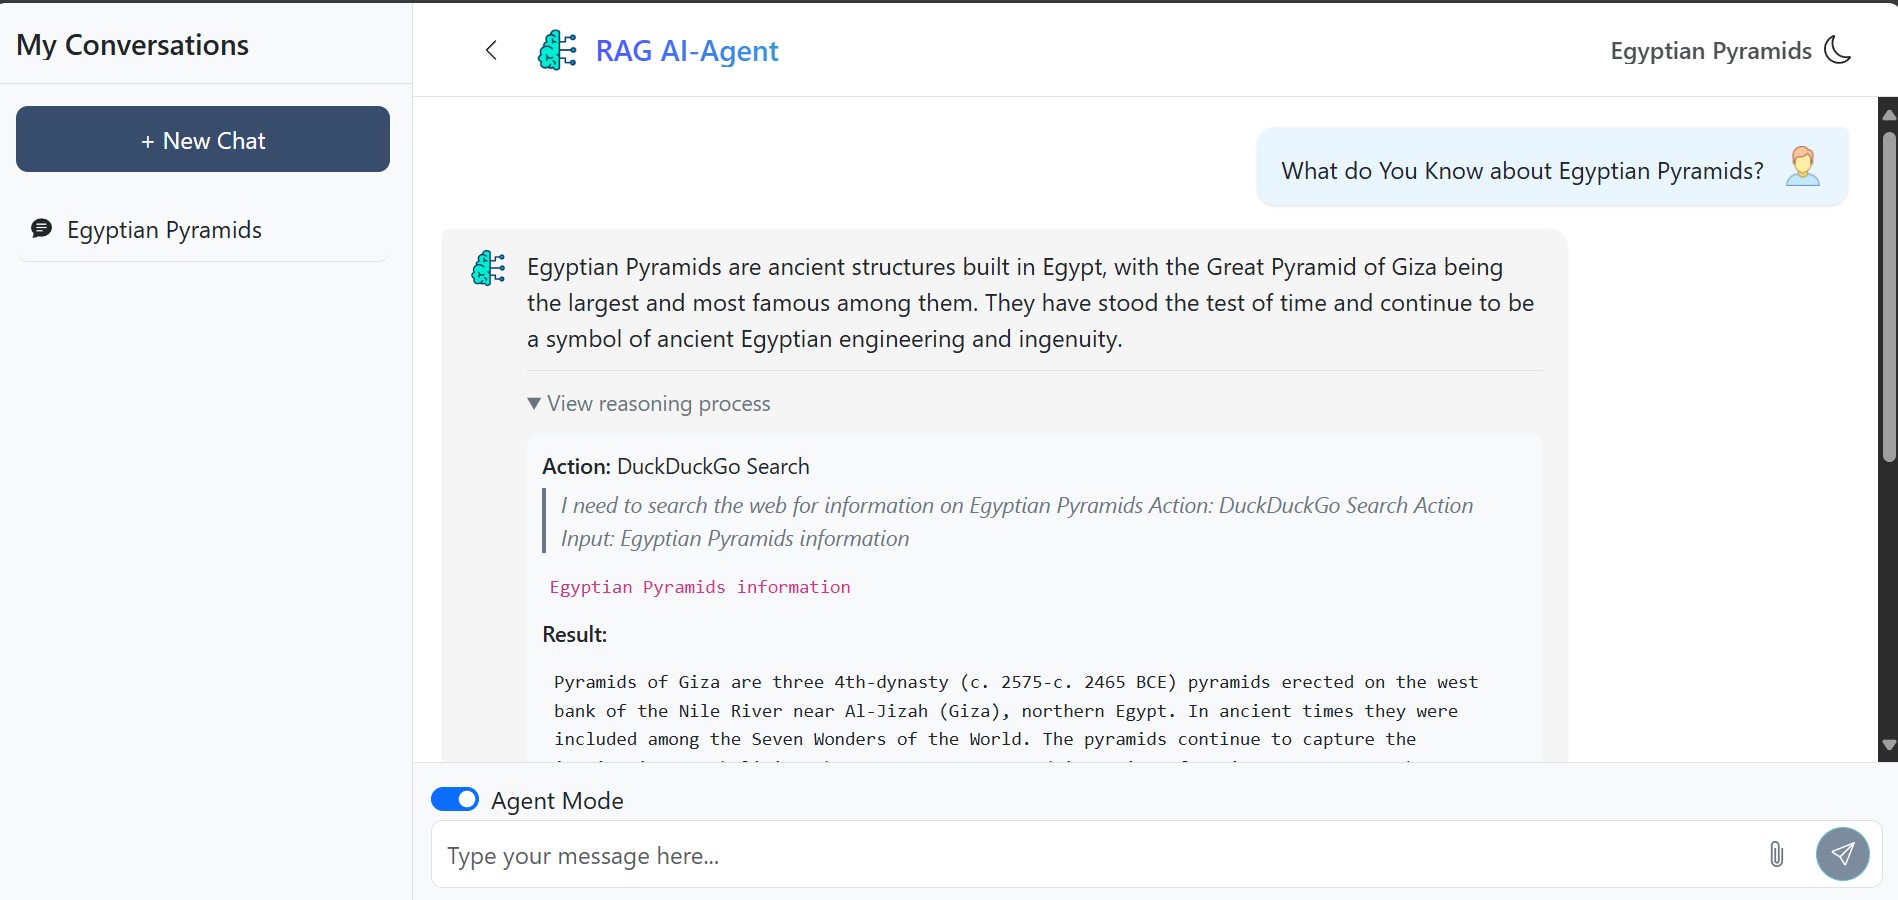 My Conversations
+ New Chat
Egyptian Pyramids
RAG AI-Agent
Egyptian Pyramids
What do You Know about Egyptian Pyramids?
Egyptian Pyramids are ancient structures built in Egypt, with the Great Pyramid of Giza being
the largest and most famous among them. They have stood the test of time and continue to be
a symbol of ancient Egyptian engineering and ingenuity.
▼ View reasoning process
Action: DuckDuckGo Search
I need to search the web for information on Egyptian Pyramids Action: DuckDuckGo Search Action
Input: Egyptian Pyramids information
Egyptian Pyramids information
Result:
Pyramids of Giza are three 4th-dynasty (c. 2575-c. 2465 BCE) pyramids erected on the west
bank of the Nile River near Al-Jizah (Giza), northern Egypt. In ancient times they were
included among the Seven Wonders of the World. The pyramids continue to capture the
Agent Mode
Type your message here...